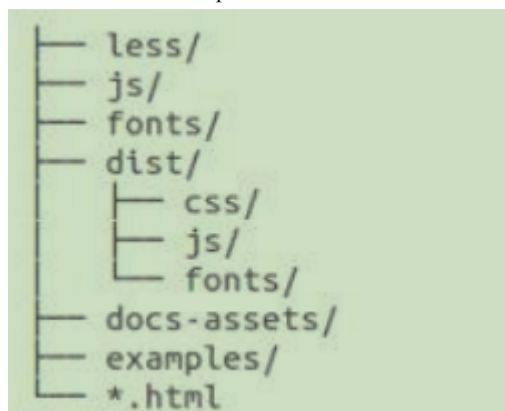 ├── less/
├── js/
├── fonts/
├── dist/
│   ├── css/
│   ├── js/
│   └── fonts/
├── docs-assets/
├── examples/
└── *.html